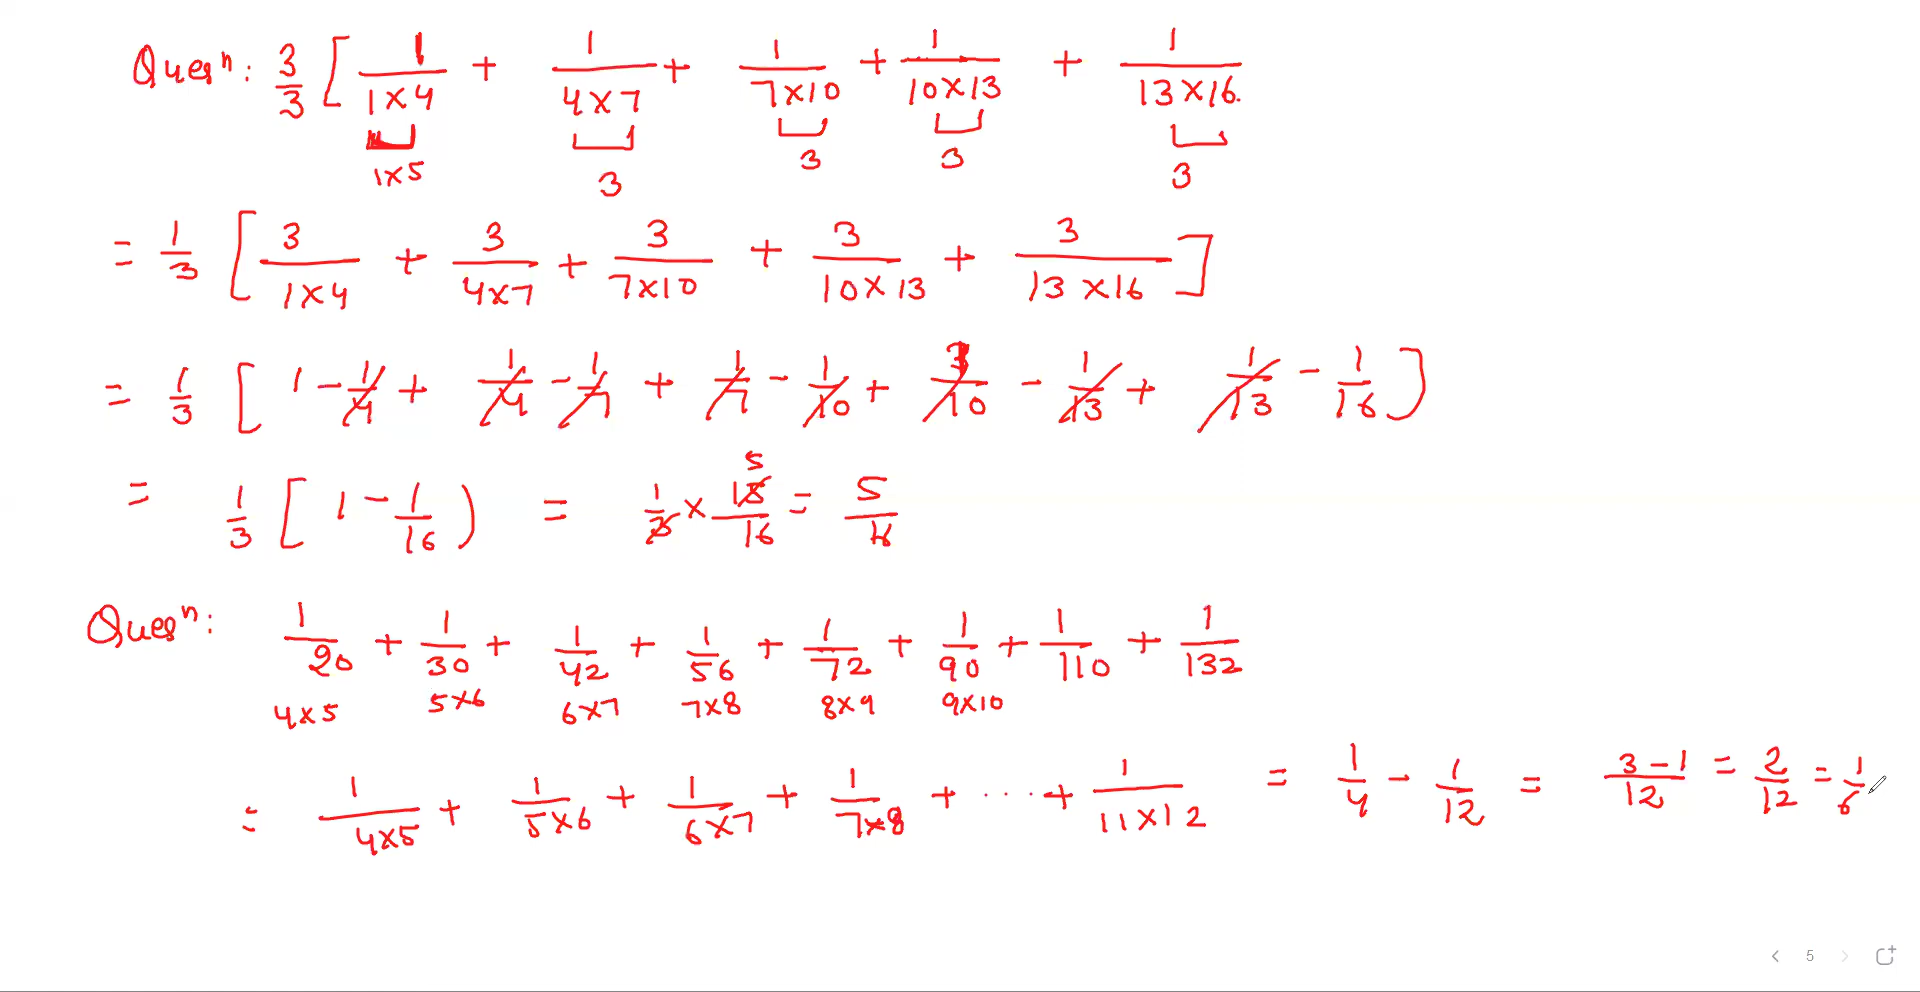 Quesⁿ: 3/3 [ 1/(1×4) + 1/(4×7) + 1/(7×10) + 1/(10×13) + 1/(13×16.)
1×5 3 3 3 3
= 1/3 [ 3/(1×4) + 3/(4×7) + 3/(7×10) + 3/(10×13) + 3/(13×16) ]
= 1/3 [ 1 - 1/4 + 1/4 - 1/7 + 1/7 - 1/10 + 1/10 - 1/13 + 1/13 - 1/16 ]
= 1/3 [ 1 - 1/16 ) = 1/3 × 15/16 = 5/16
5
Quesⁿ: 1/20 + 1/30 + 1/42 + 1/56 + 1/72 + 1/90 + 1/110 + 1/132
4×5 5×6 6×7 7×8 8×9 9×10
= 1/(4×5) + 1/(5×6) + 1/(6×7) + 1/(7×8) + ....+ 1/(11×12) = 1/4 - 1/12 = (3-1)/12 = 2/12 = 1/6
5